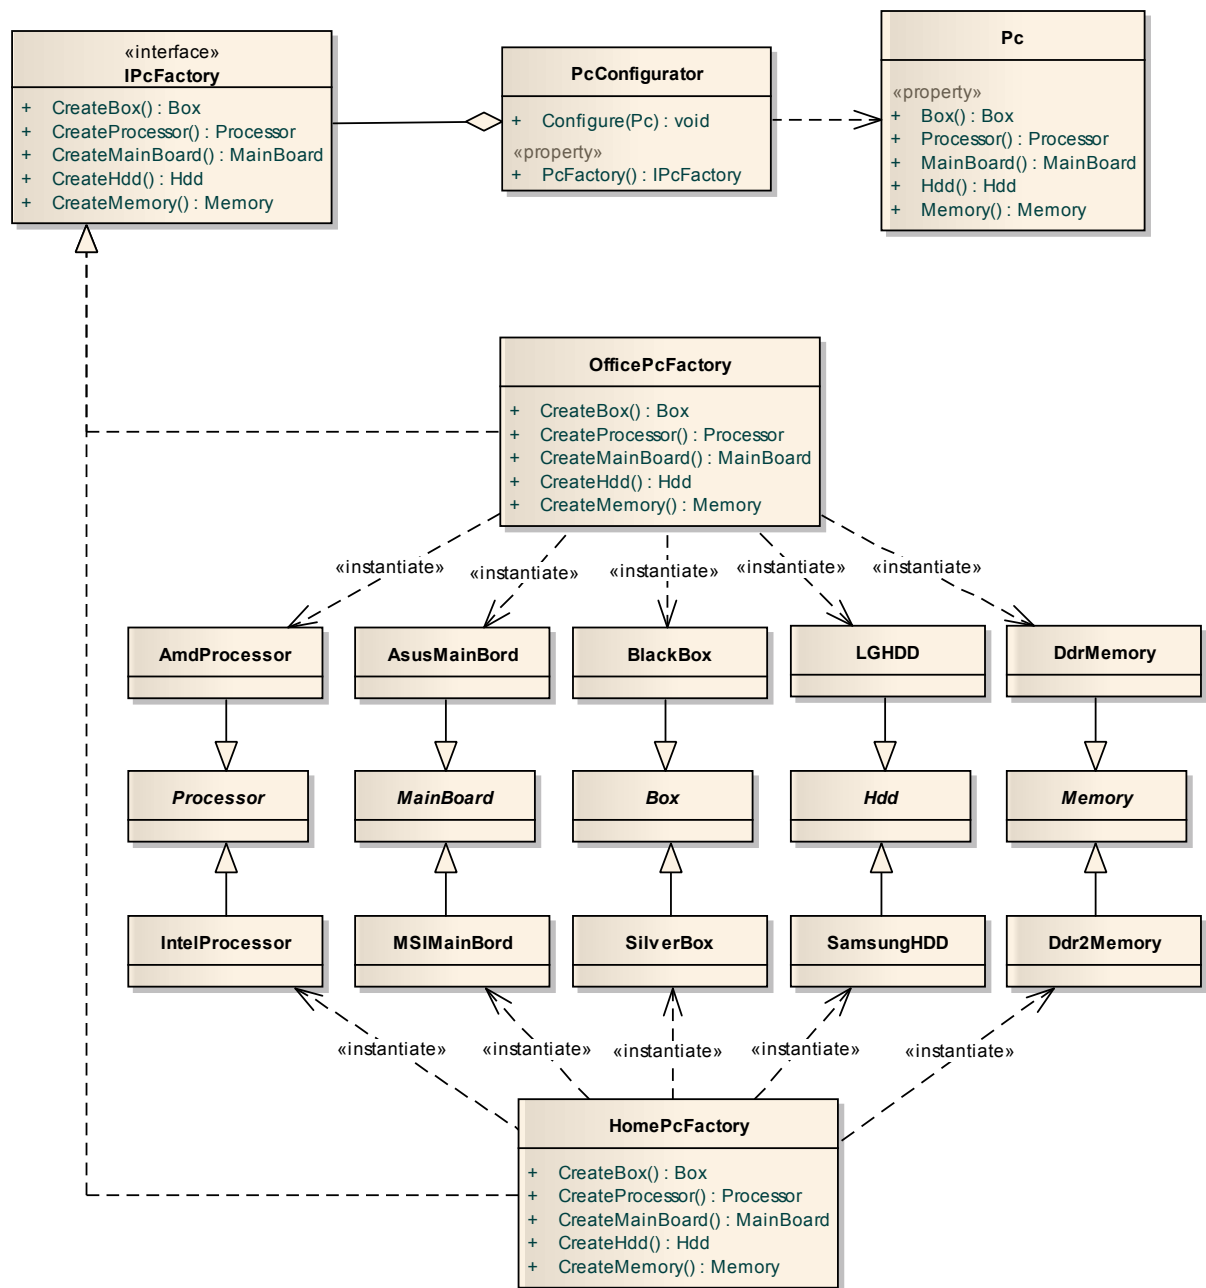 «interface»
IPcFactory
+ CreateBox() : Box
+ CreateProcessor() : Processor
+ CreateMainBoard() : MainBoard
+ CreateHdd() : Hdd
+ CreateMemory() : Memory
PcConfigurator
+ Configure(Pc) : void
«property»
+ PcFactory() : IPcFactory
Pc
«property»
+ Box() : Box
+ Processor() : Processor
+ MainBoard() : MainBoard
+ Hdd() : Hdd
+ Memory() : Memory
OfficePcFactory
+ CreateBox() : Box
+ CreateProcessor() : Processor
+ CreateMainBoard() : MainBoard
+ CreateHdd() : Hdd
+ CreateMemory() : Memory
«instantiate» «instantiate» «instantiate» «instantiate» «instantiate»
AmdProcessor AsusMainBord BlackBox LGHDD DdrMemory
Processor MainBoard Box Hdd Memory
IntelProcessor MSIMainBord SilverBox SamsungHDD Ddr2Memory
«instantiate» «instantiate» «instantiate» «instantiate» «instantiate»
HomePcFactory
+ CreateBox() : Box
+ CreateProcessor() : Processor
+ CreateMainBoard() : MainBoard
+ CreateHdd() : Hdd
+ CreateMemory() : Memory